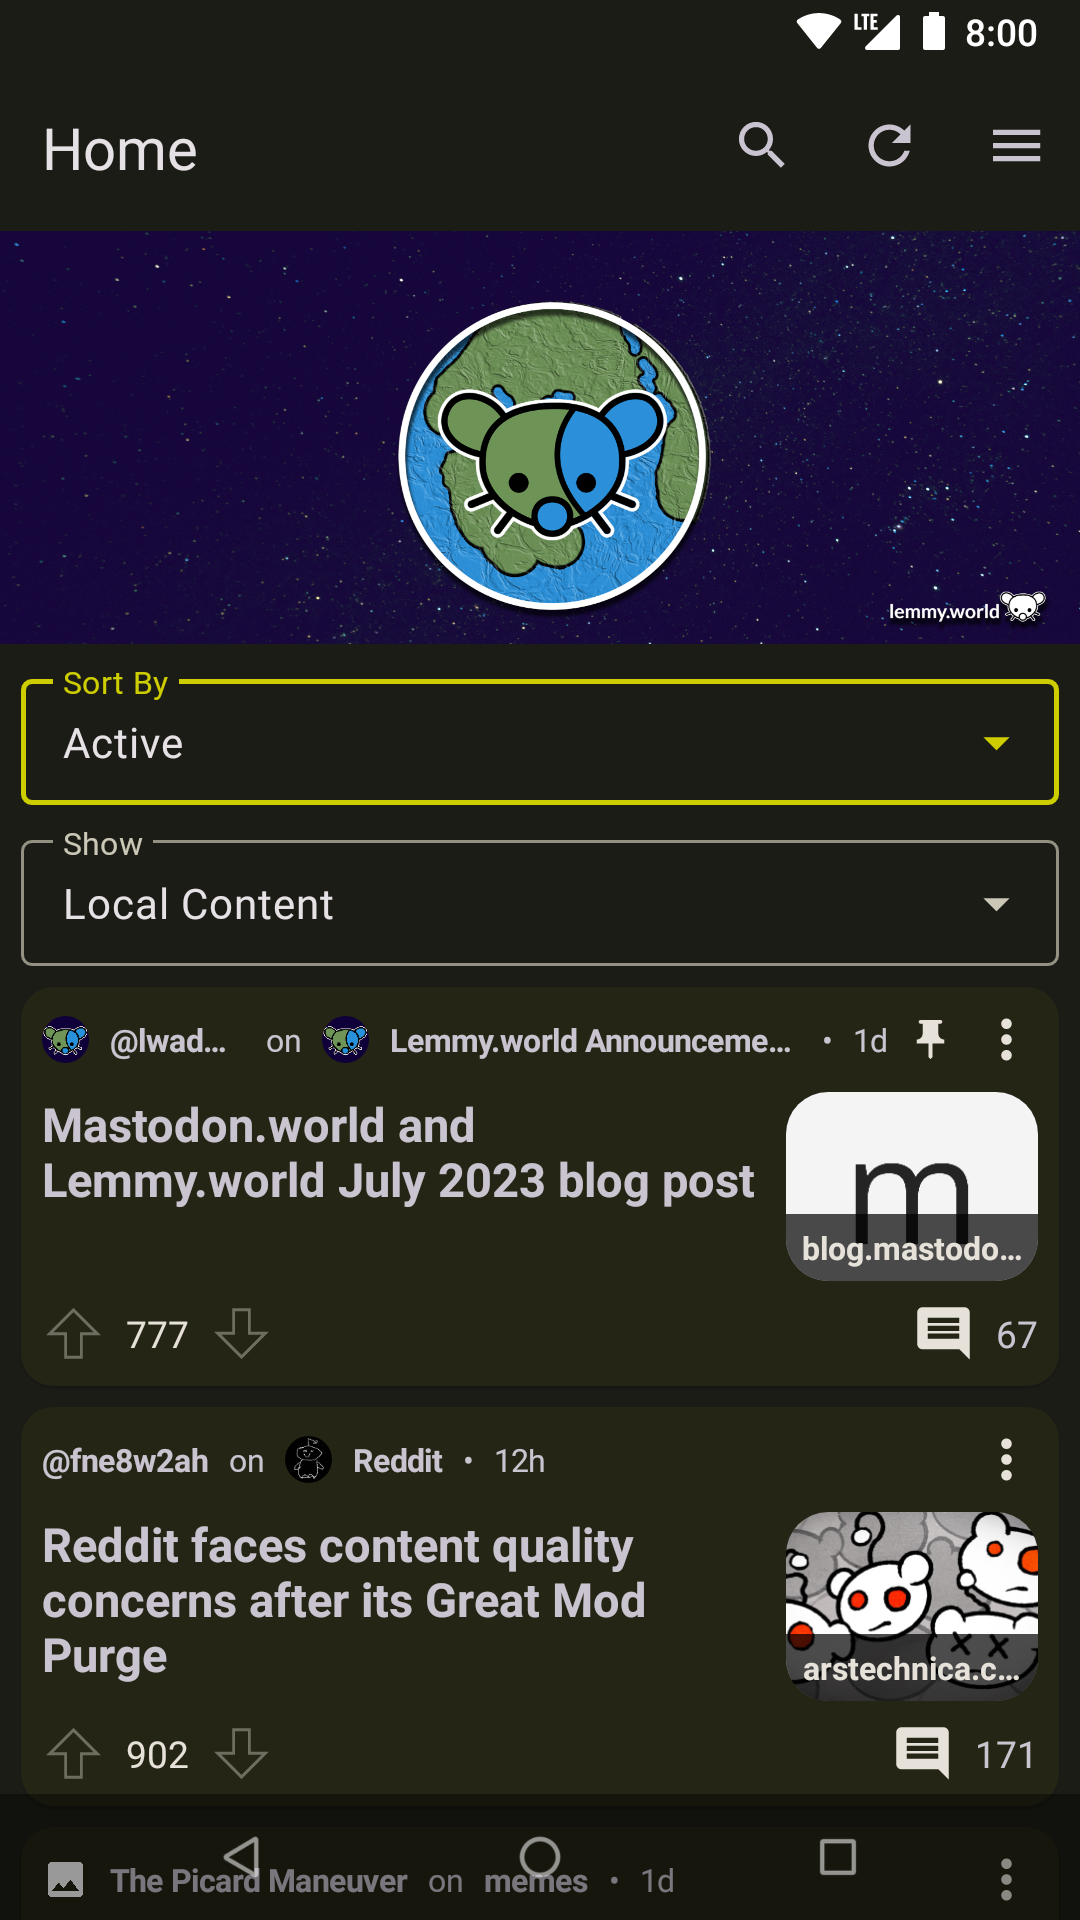 LTE 8:00
Home
lemmy.world
Sort By
Active
Show
Local Content
@lwad... on Lemmy.world Announceme... • 1d
Mastodon.world and
Lemmy.world July 2023 blog post
m
blog.mastodo...
777 67
@fne8w2ah on Reddit • 12h
Reddit faces content quality
concerns after its Great Mod
Purge
arstechnica.c...
902 171
The Picard Maneuver on memes • 1d